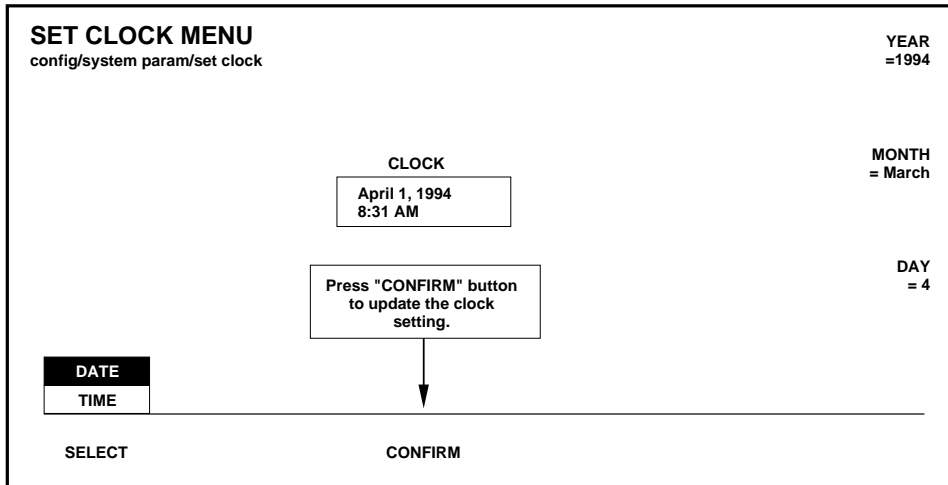 SET CLOCK MENU
config/system param/set clock
YEAR
=1994
CLOCK
April 1, 1994
8:31 AM
MONTH
= March
Press "CONFIRM" button
to update the clock
setting.
DAY
= 4
DATE
TIME
SELECT
CONFIRM